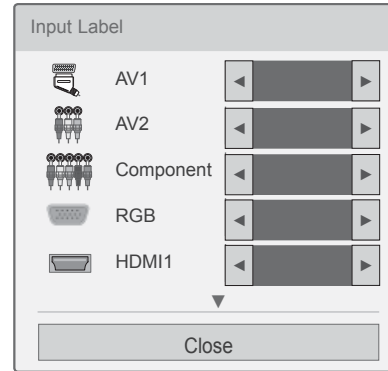 Input Label
AV1
AV2
Component
RGB
HDMI1
Close